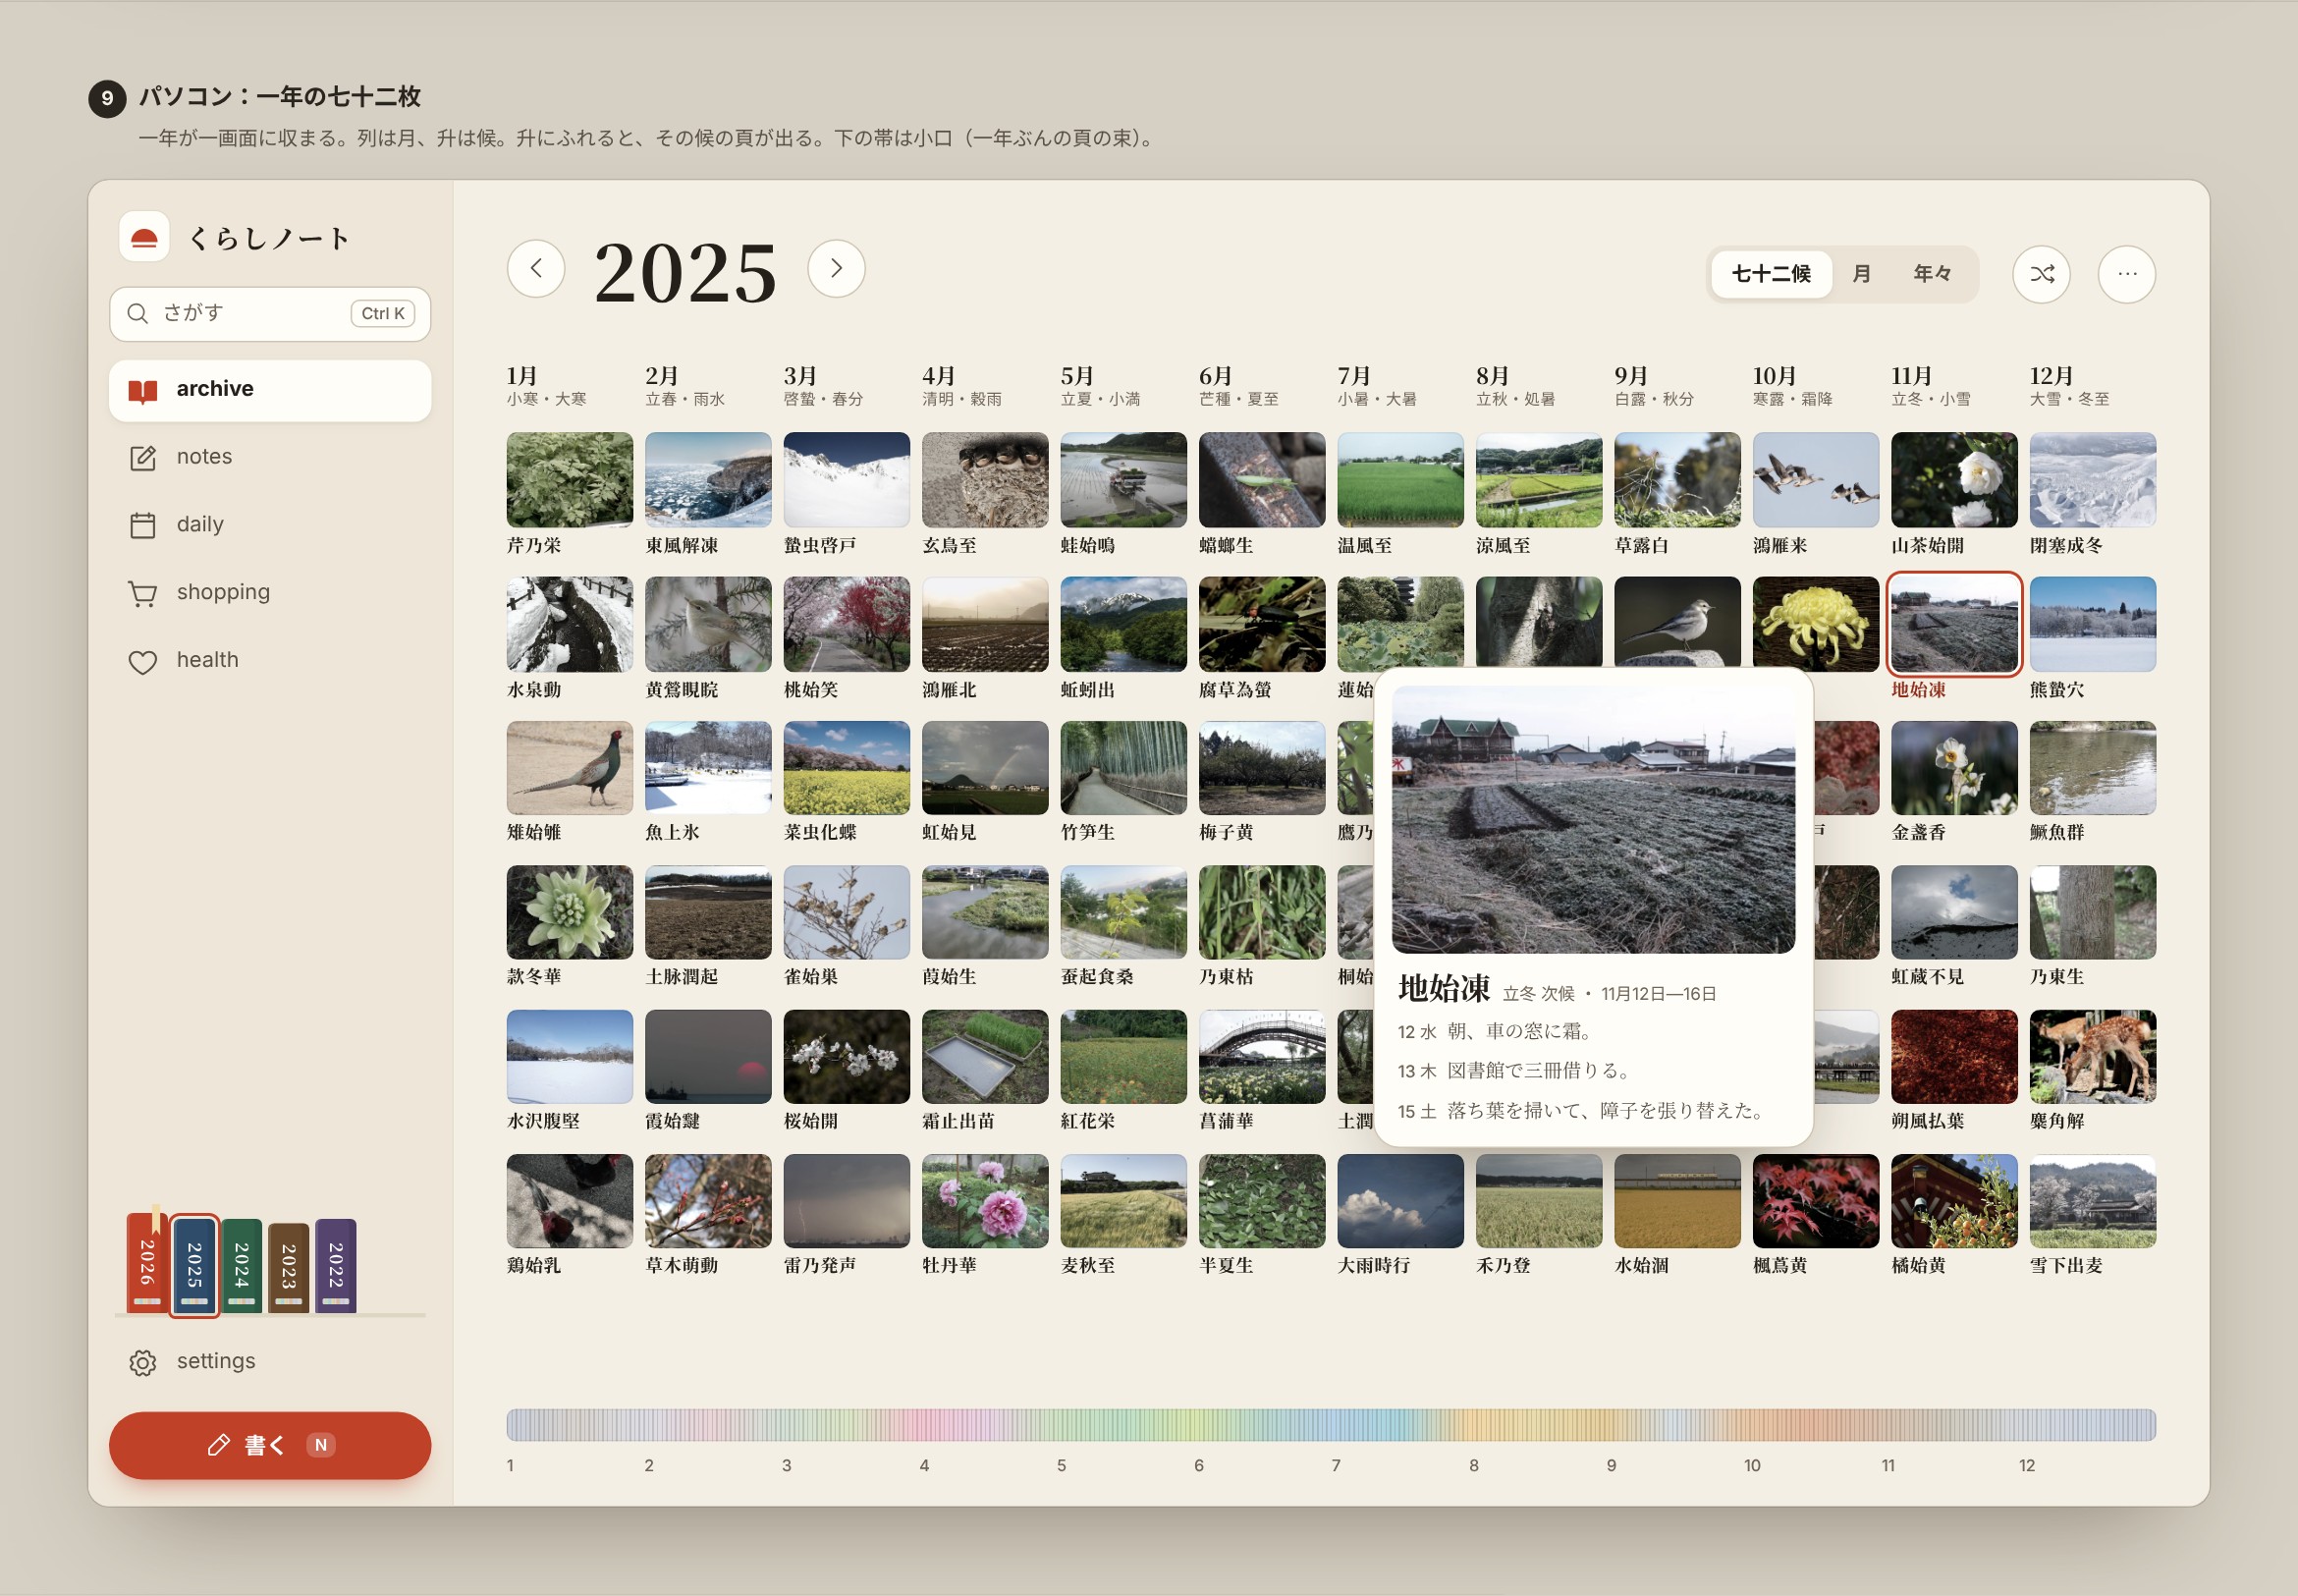 9 パソコン：一年の七十二枚
一年が一画面に収まる。列は月、升は候。升にふれると、その候の頁が出る。下の帯は小口（一年ぶんの頁の束）。
くらしノート
さがす Ctrl K
archive
notes
daily
shopping
health
2026 2025 2024 2023 2022
settings
書く N
2025
七十二候 月 年々 …
1月 2月 3月 4月 5月 6月 7月 8月 9月 10月 11月 12月
小寒・大寒 立春・雨水 啓蟄・春分 清明・穀雨 立夏・小満 芒種・夏至 小暑・大暑 立秋・処暑 白露・秋分 寒露・霜降 立冬・小雪 大雪・冬至
芹乃栄 東風解凍 蟄虫啓戸 玄鳥至 蛙始鳴 蟷螂生 温風至 涼風至 草露白 鴻雁来 山茶始開 閉塞成冬
水泉動 黄鶯睍睆 桃始笑 鴻雁北 蚯蚓出 腐草為螢 蓮始 地始凍 熊蟄穴
雉始雊 魚上氷 菜虫化蝶 虹始見 竹笋生 梅子黄 鷹乃 戸 金盞香 鱖魚群
款冬華 土脉潤起 雀始巣 葭始生 蚕起食桑 乃東枯 桐始 虹蔵不見 乃東生
水沢腹堅 霞始靆 桜始開 霜止出苗 紅花栄 菖蒲華 土潤 朔風払葉 麋角解
鶏始乳 草木萌動 雷乃発声 牡丹華 麦秋至 半夏生 大雨時行 禾乃登 水始涸 楓蔦黄 橘始黄 雪下出麦
地始凍 立冬 次候 ・ 11月12日—16日
12 水 朝、車の窓に霜。
13 木 図書館で三冊借りる。
15 土 落ち葉を掃いて、障子を張り替えた。
1 2 3 4 5 6 7 8 9 10 11 12